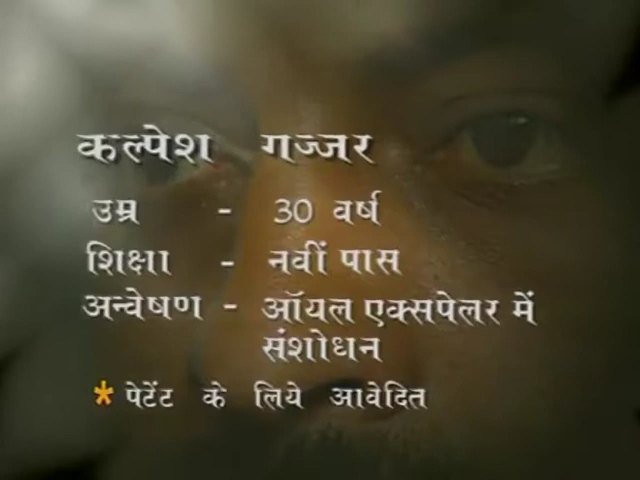 कल्पेश गज्जर
उम्र - 30 वर्ष
शिक्षा - नवीं पास
अन्वेषण - ऑयल एक्सपेलर में
संशोधन
* पेटेंट के लिये आवेदित